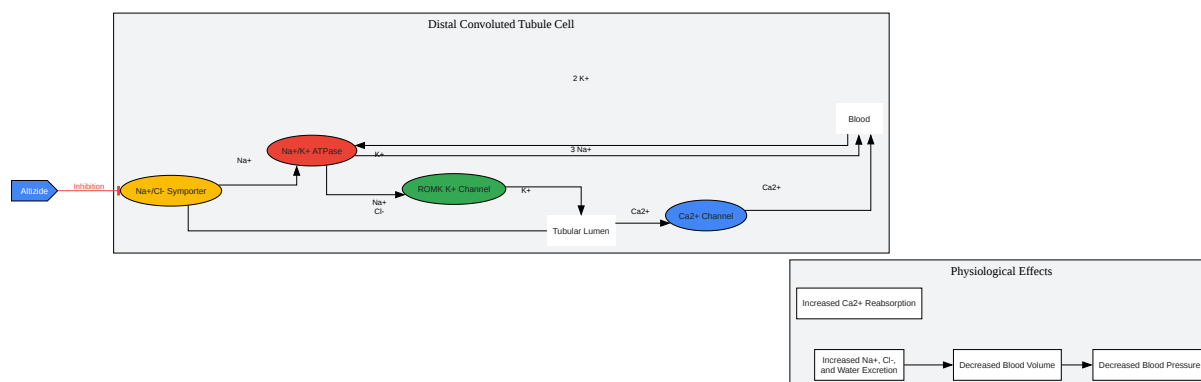 Distal Convoluted Tubule Cell
2 K+
Blood
Na+/K+ ATPase
3 Na+
K+
Na+
Altizide
Inhibition
Na+/Cl- Symporter
ROMK K+ Channel
K+
Ca2+
Na+
Cl-
Ca2+
Ca2+ Channel
Tubular Lumen
Physiological Effects
Increased Ca2+ Reabsorption
Increased Na+, Cl-,
and Water Excretion
Decreased Blood Volume
Decreased Blood Pressure